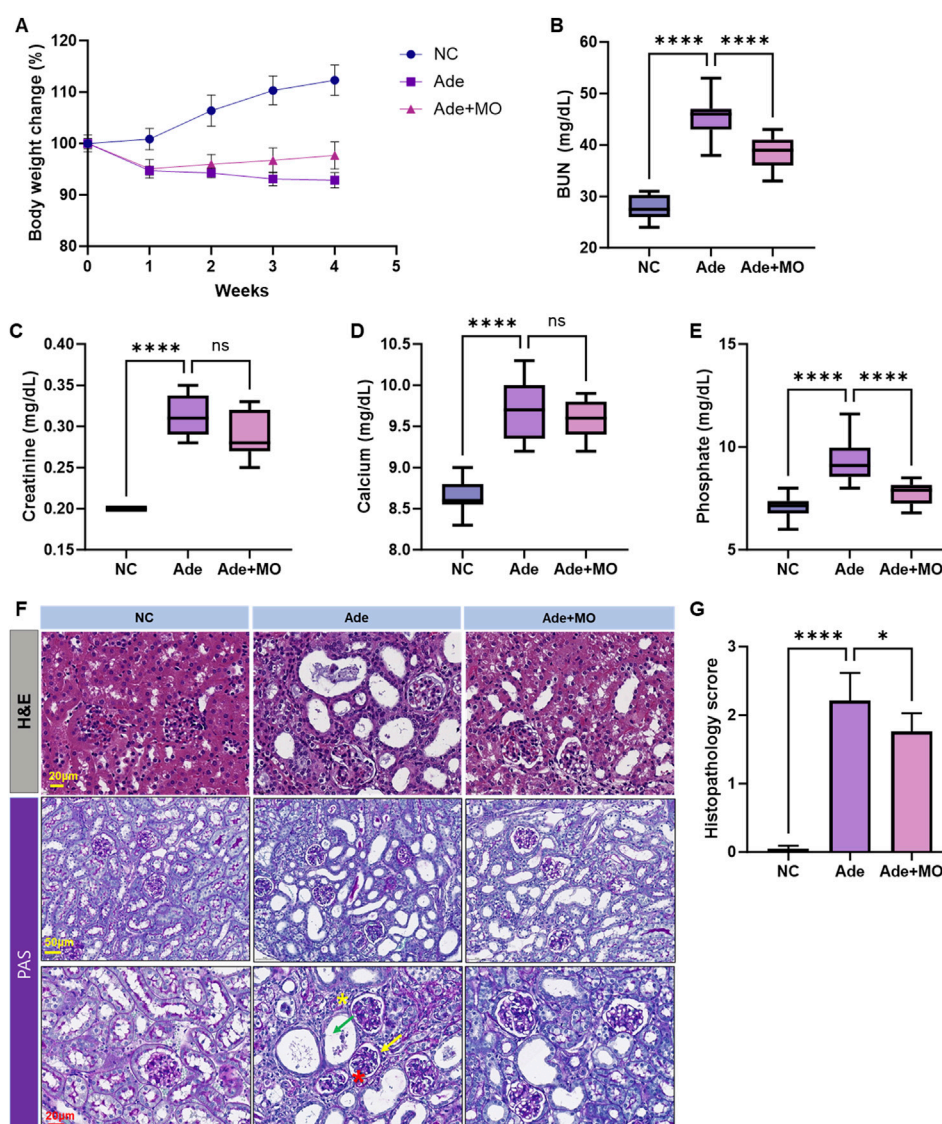 A
Body weight change (%)
120
110
100
90
80
0
1
2
3
4
5
Weeks
NC
Ade
Ade+MO
B
BUN (mg/dL)
60
50
40
30
20
**** ****
NC Ade Ade+MO
C
Creatinine (mg/dL)
0.40
0.35
0.30
0.25
0.20
0.15
**** ns
NC Ade Ade+MO
D
Calcium (mg/dL)
10.5
10.0
9.5
9.0
8.5
8.0
**** ns
NC Ade Ade+MO
E
Phosphate (mg/dL)
15
10
5
**** ****
NC Ade Ade+MO
F
NC Ade Ade+MO
H&E
20μm
PAS
50μm
20μm
*
*
G
Histopathology scrore
3
2
1
0
**** *
NC Ade Ade+MO